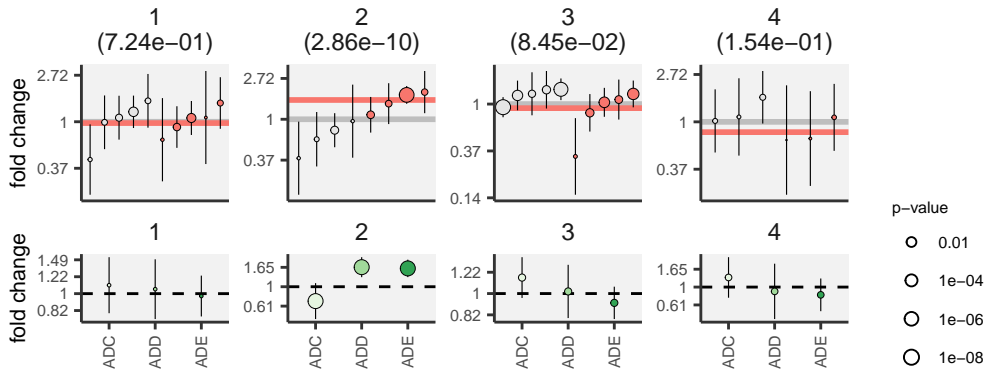 1
(7.24e−01)
2
(2.86e−10)
3
(8.45e−02)
4
(1.54e−01)
fold change
2.72
1
0.37
2.72
1
0.37
1
0.37
0.14
2.72
1
0.37
1
2
3
4
fold change
1.49
1.22
1
0.82
1.65
1
0.61
1.22
1
0.82
1.65
1
0.61
ADC
ADD
ADE
ADC
ADD
ADE
ADC
ADD
ADE
ADC
ADD
ADE
p−value
0.01
1e−04
1e−06
1e−08